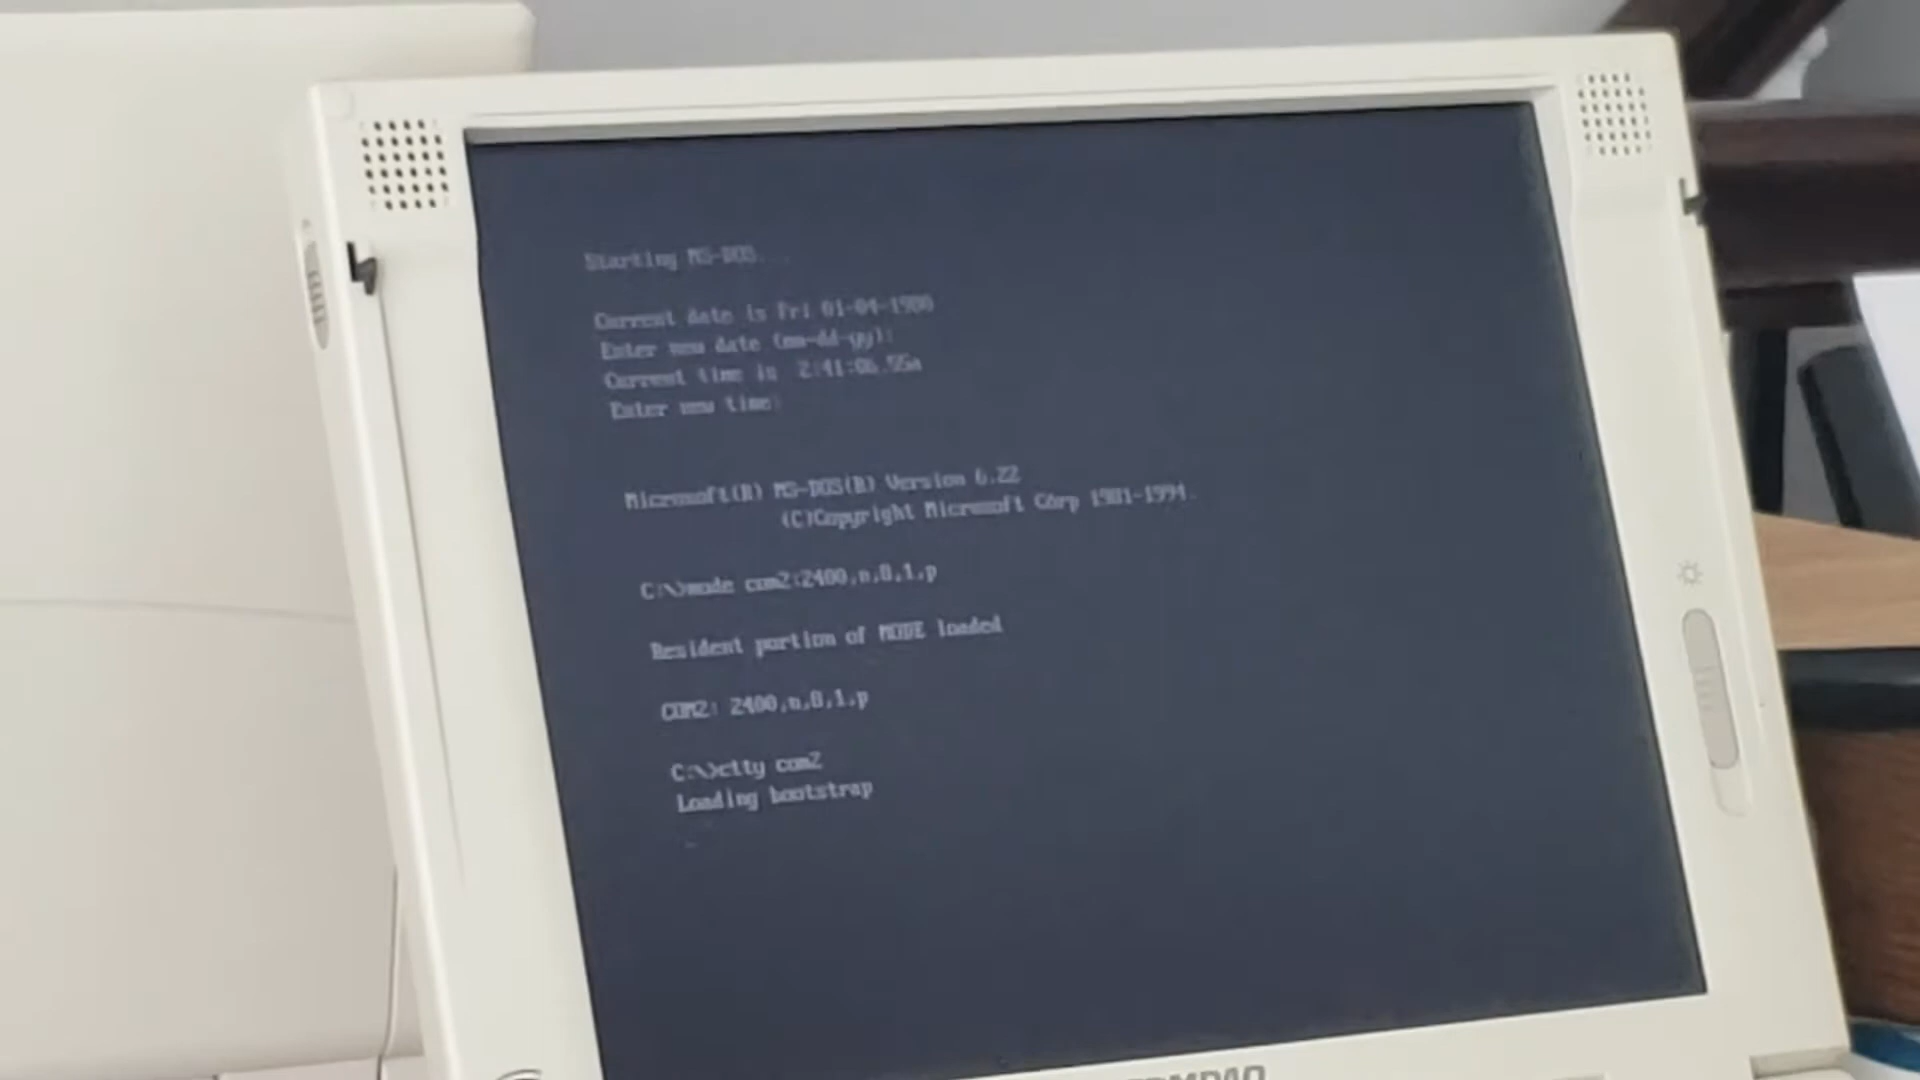 Starting MS-DOS...
Current date is Fri 01-04-1980
Enter new date (mm-dd-yy):
Current time is 2:41:06.55a
Enter new time:
Microsoft(R) MS-DOS(R) Version 6.22
(C)Copyright Microsoft Corp 1981-1994.
C:\>mode com2:2400,n,8,1,p
Resident portion of MODE loaded
COM2: 2400,n,8,1,p
C:\>ctty com2
Loading bootstrap
COMPAQ